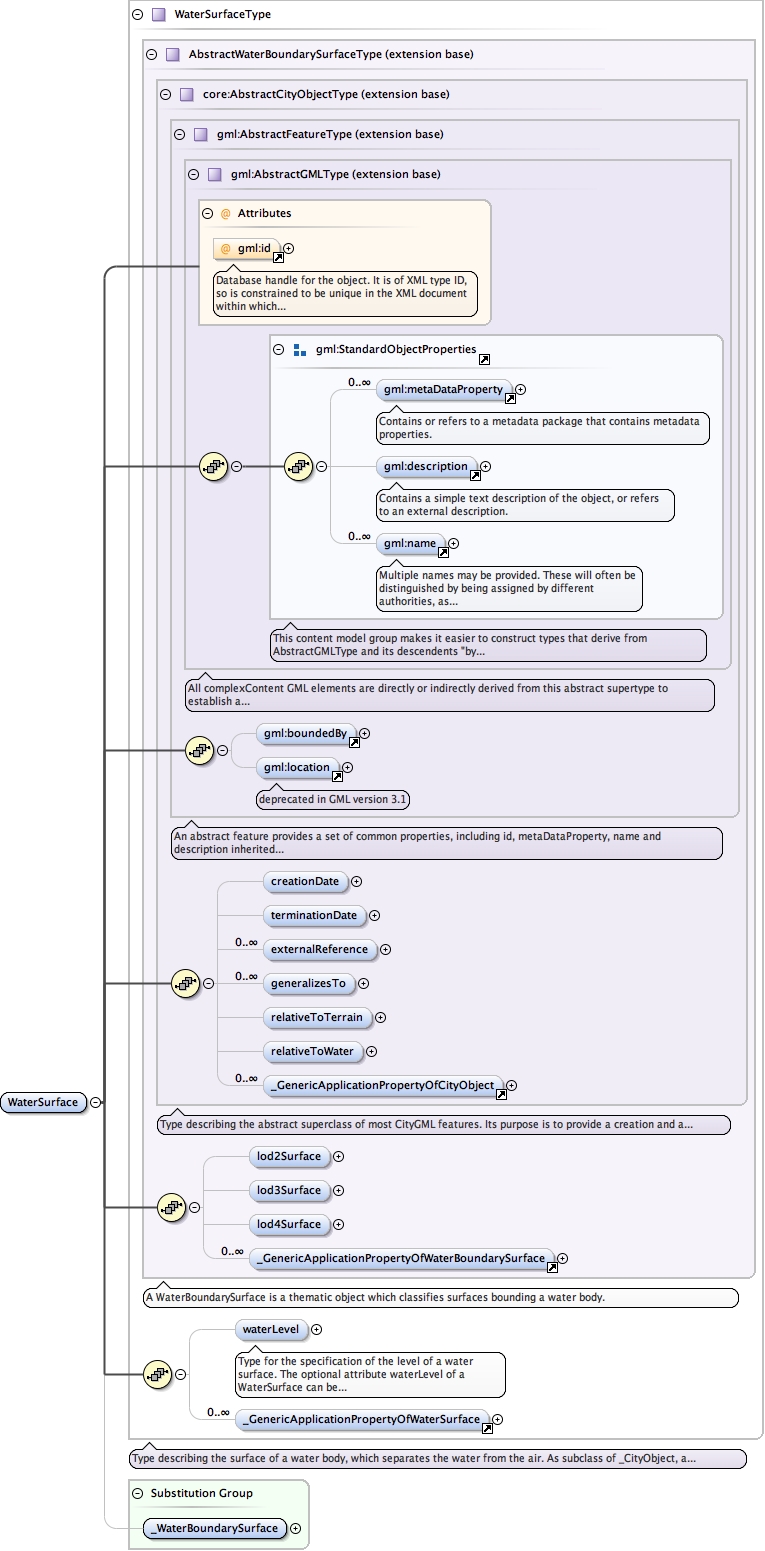 WaterSurfaceType
AbstractWaterBoundarySurfaceType (extension base)
core:AbstractCityObjectType (extension base)
gml:AbstractFeatureType (extension base)
gml:AbstractGMLType (extension base)
@ Attributes
@ gml:id
Database handle for the object. It is of XML type ID,
so is constrained to be unique in the XML document
within which...
gml:StandardObjectProperties
0..∞ gml:metaDataProperty
Contains or refers to a metadata package that contains metadata
properties.
gml:description
Contains a simple text description of the object, or refers
to an external description.
0..∞ gml:name
Multiple names may be provided. These will often be
distinguished by being assigned by different
authorities, as...
This content model group makes it easier to construct types that derive from
AbstractGMLType and its descendents "by...
All complexContent GML elements are directly or indirectly derived from this abstract supertype to
establish a...
gml:boundedBy
gml:location
deprecated in GML version 3.1
An abstract feature provides a set of common properties, including id, metaDataProperty, name and
description inherited...
creationDate
terminationDate
0..∞ externalReference
0..∞ generalizesTo
relativeToTerrain
relativeToWater
0..∞ _GenericApplicationPropertyOfCityObject
WaterSurface
Type describing the abstract superclass of most CityGML features. Its purpose is to provide a creation and a...
lod2Surface
lod3Surface
lod4Surface
0..∞ _GenericApplicationPropertyOfWaterBoundarySurface
A WaterBoundarySurface is a thematic object which classifies surfaces bounding a water body.
waterLevel
Type for the specification of the level of a water
surface. The optional attribute waterLevel of a
WaterSurface can be...
0..∞ _GenericApplicationPropertyOfWaterSurface
Type describing the surface of a water body, which separates the water from the air. As subclass of _CityObject, a...
Substitution Group
_WaterBoundarySurface